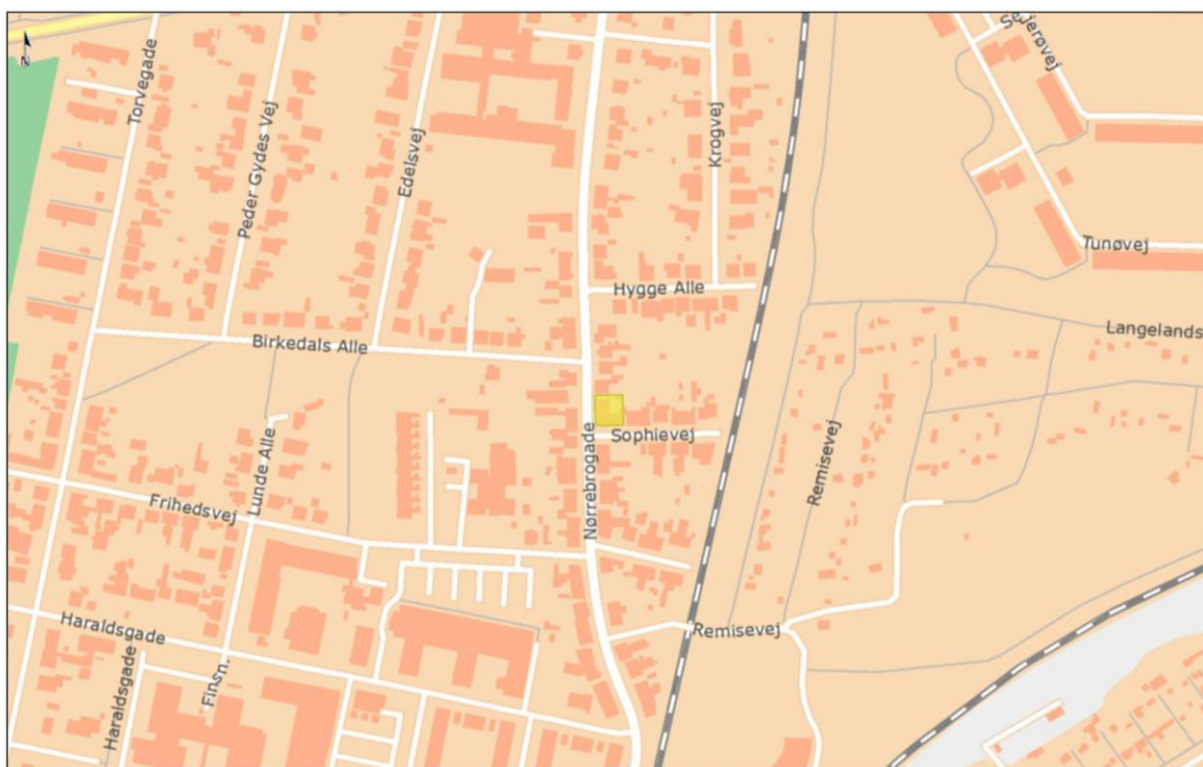 Jerøvej
Torvegade
Peder Gydes Vej
Edelsvej
Krogvej
Tunøvej
Hygge Alle
Langelands
Birkedals Alle
Sophievej
Nørrebrogade
Remisevej
Lunde Alle
Frihedsvej
Haraldsgade
Remisevej
Haraldsgade
Finsn.
N